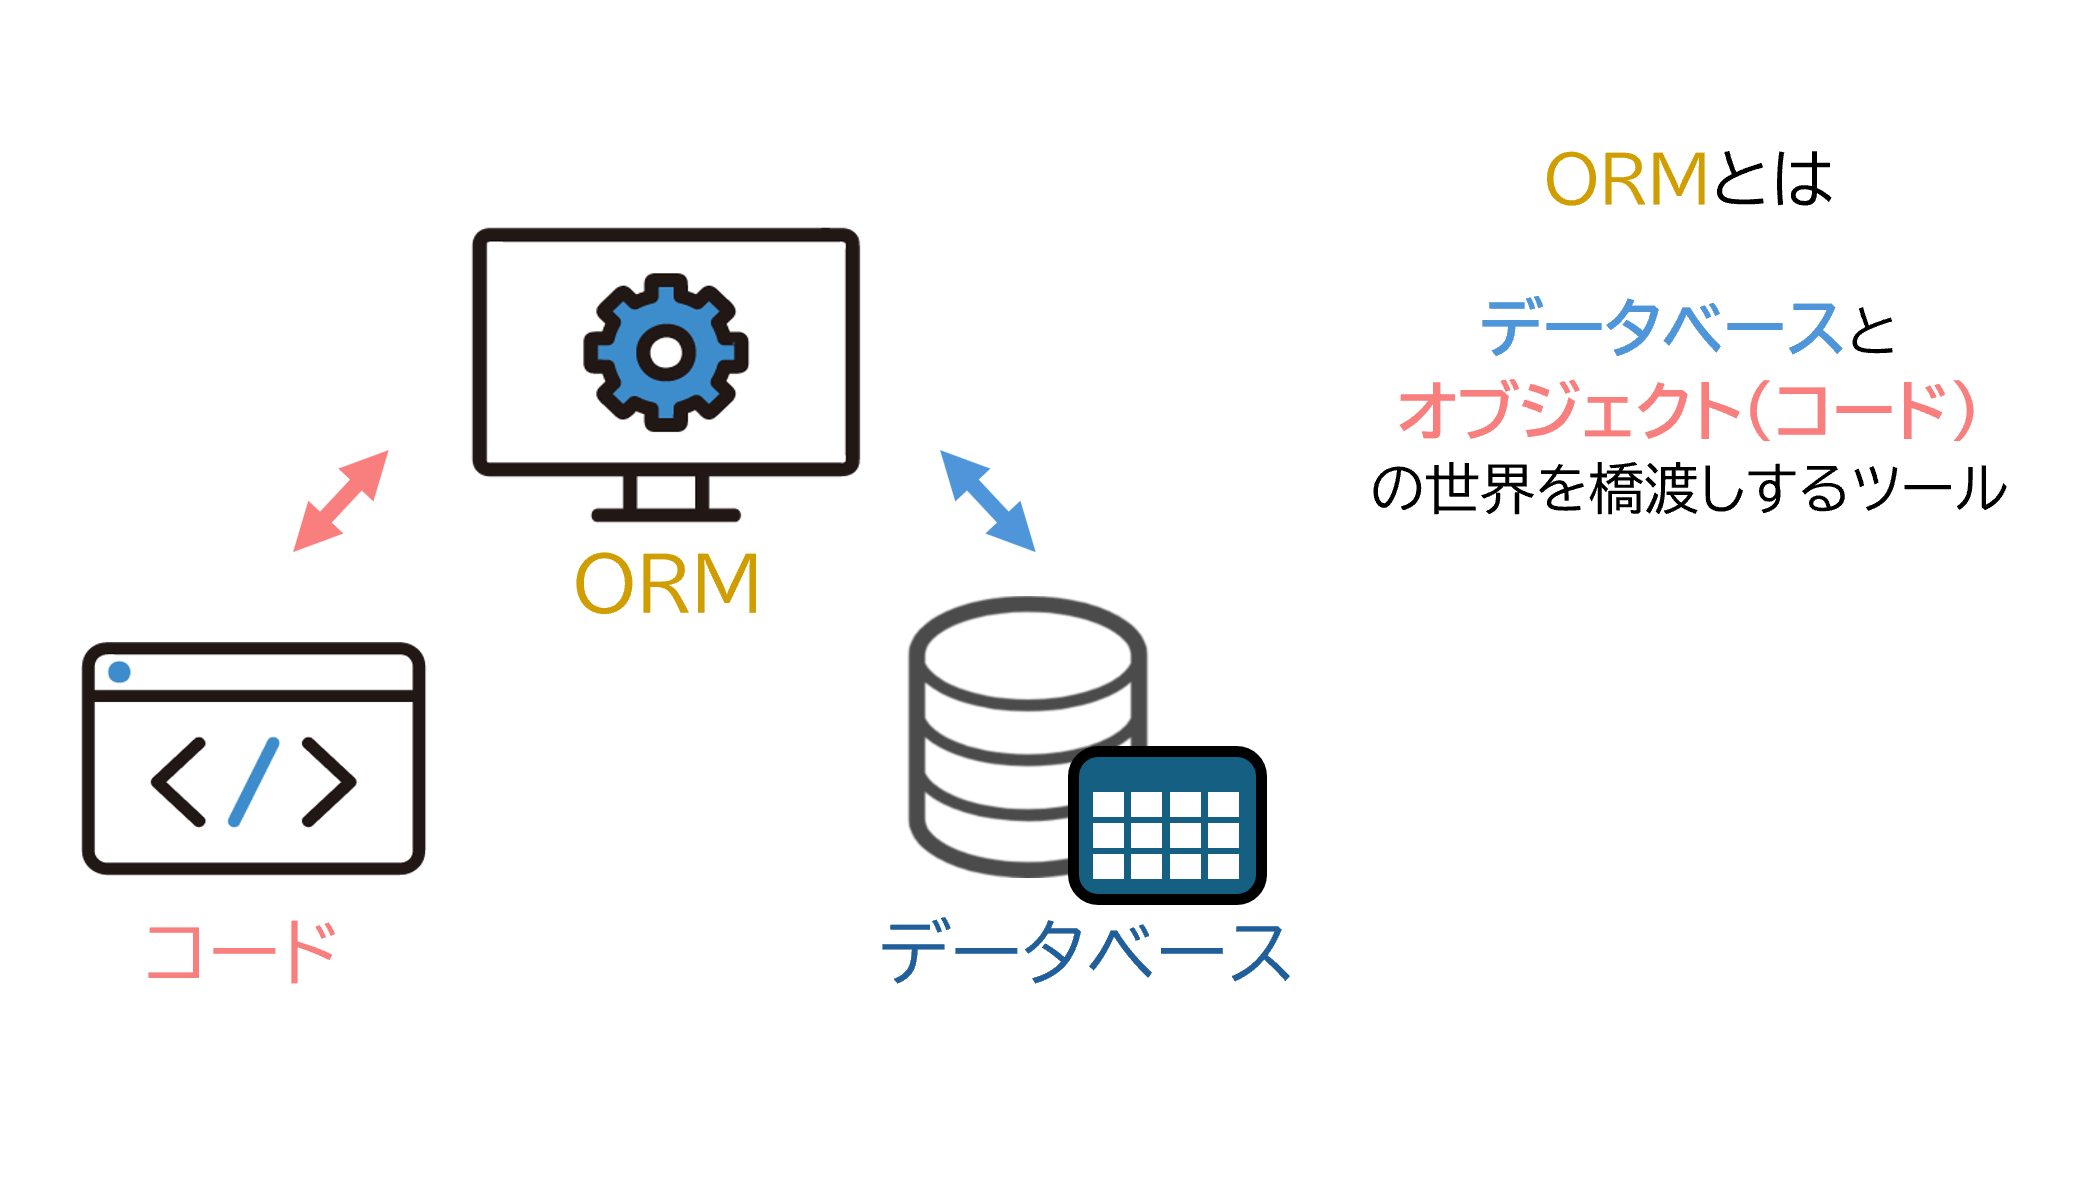 ORMとは
データベースと
オブジェクト(コード)
の世界を橋渡しするツール
ORM
</>
コード
データベース